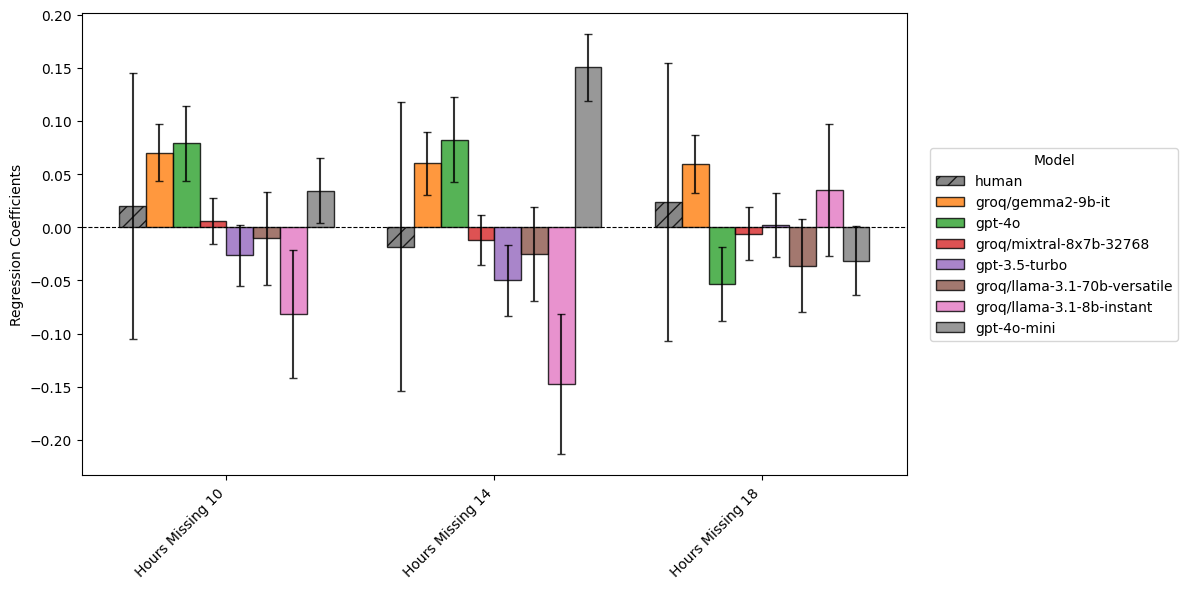 0.20
0.15
0.10
0.05
0.00
−0.05
−0.10
−0.15
−0.20
Regression Coefficients
Hours Missing 10
Hours Missing 14
Hours Missing 18
Model
human
groq/gemma2-9b-it
gpt-4o
groq/mixtral-8x7b-32768
gpt-3.5-turbo
groq/llama-3.1-70b-versatile
groq/llama-3.1-8b-instant
gpt-4o-mini